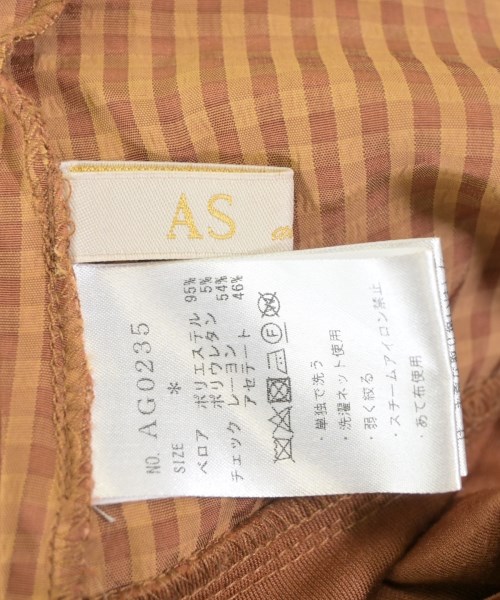 AS
NO. AG0235
SIZE *
ベロア ポリエステル 95%
ポリウレタン 5%
チェック レーヨン 54%
アセテート 46%
・単独で洗う
・洗濯ネット使用
・弱く絞る
・スチームアイロン禁止
・あて布使用